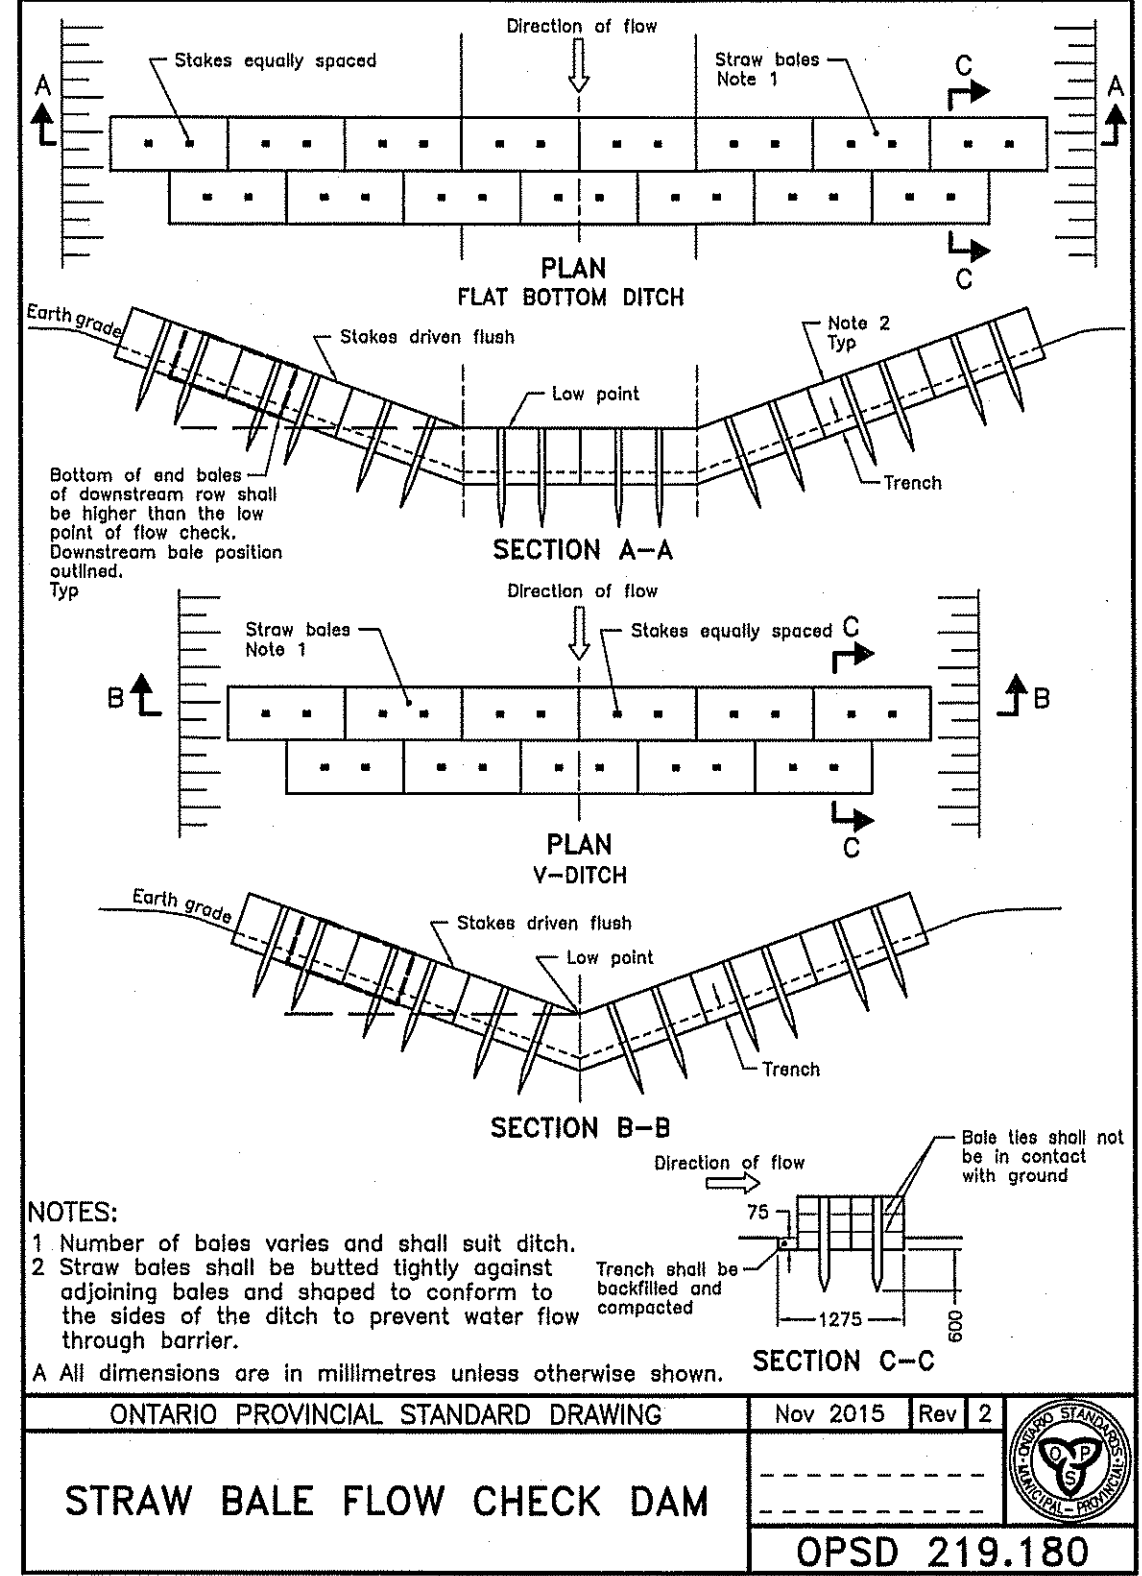 Direction of flow
Stakes equally spaced
Straw bales
Note 1
C
A
A
C
PLAN
FLAT BOTTOM DITCH
Earth grade
Stakes driven flush
Note 2
Typ
Low point
Trench
Bottom of end bales
of downstream row shall
be higher than the low
point of flow check.
Downstream bale position
outlined.
Typ
SECTION A-A
Direction of flow
Straw bales
Note 1
Stakes equally spaced
C
B
B
C
PLAN
V-DITCH
Earth grade
Stakes driven flush
Low point
Trench
SECTION B-B
Direction of flow
Bale ties shall not
be in contact
with ground
75
Trench shall be
backfilled and
compacted
1275
600
SECTION C-C
NOTES:
1 Number of bales varies and shall suit ditch.
2 Straw bales shall be butted tightly against
adjoining bales and shaped to conform to
the sides of the ditch to prevent water flow
through barrier.
A All dimensions are in millimetres unless otherwise shown.
ONTARIO PROVINCIAL STANDARD DRAWING
Nov 2015
Rev
2
STRAW BALE FLOW CHECK DAM
ONTARIO STANDARDS
MUNICIPAL-PROVINCIAL
O P
S
OPSD 219.180